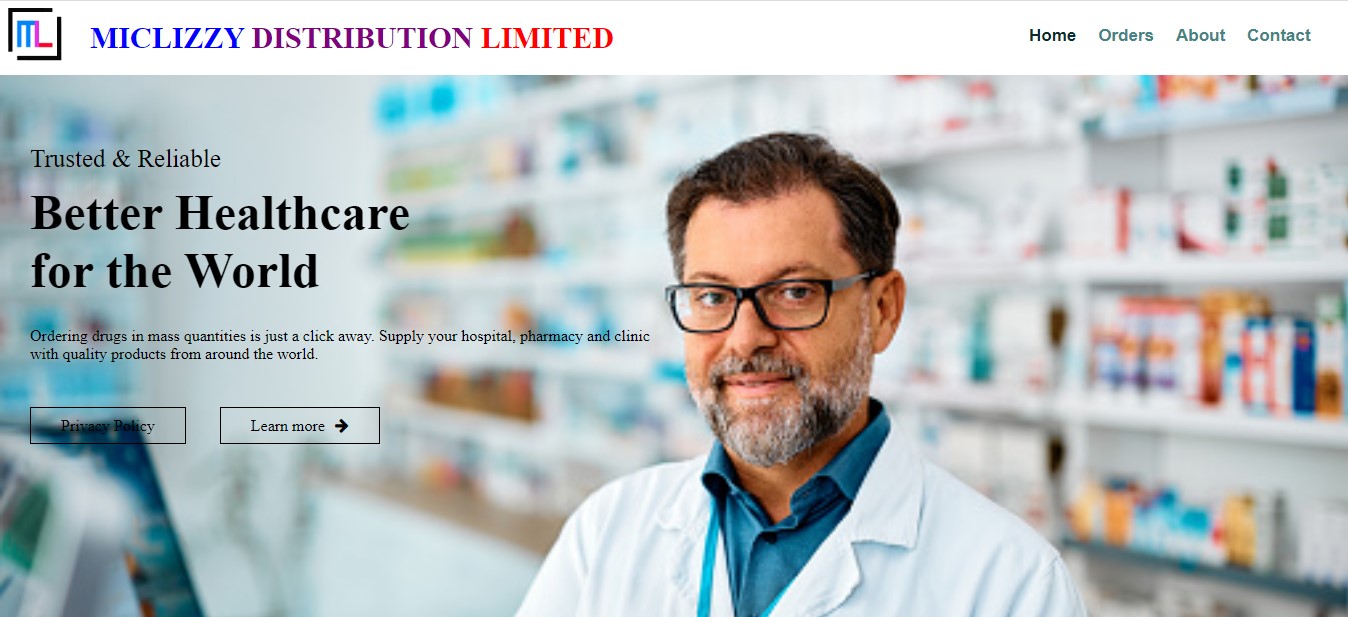 ML
MICLIZZY DISTRIBUTION LIMITED
Home Orders About Contact
Trusted & Reliable
Better Healthcare
for the World
Ordering drugs in mass quantities is just a click away. Supply your hospital, pharmacy and clinic
with quality products from around the world.
Privacy Policy
Learn more